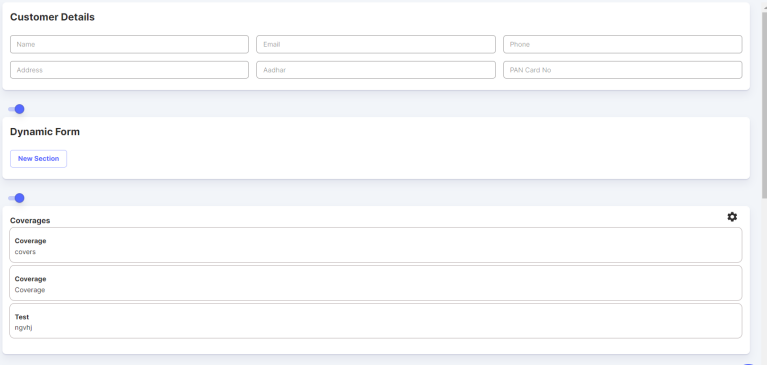 Customer Details
Name Email Phone
Address Aadhar PAN Card No
Dynamic Form
New Section
Coverages
Coverage
covers
Coverage
Coverage
Test
ngvhj